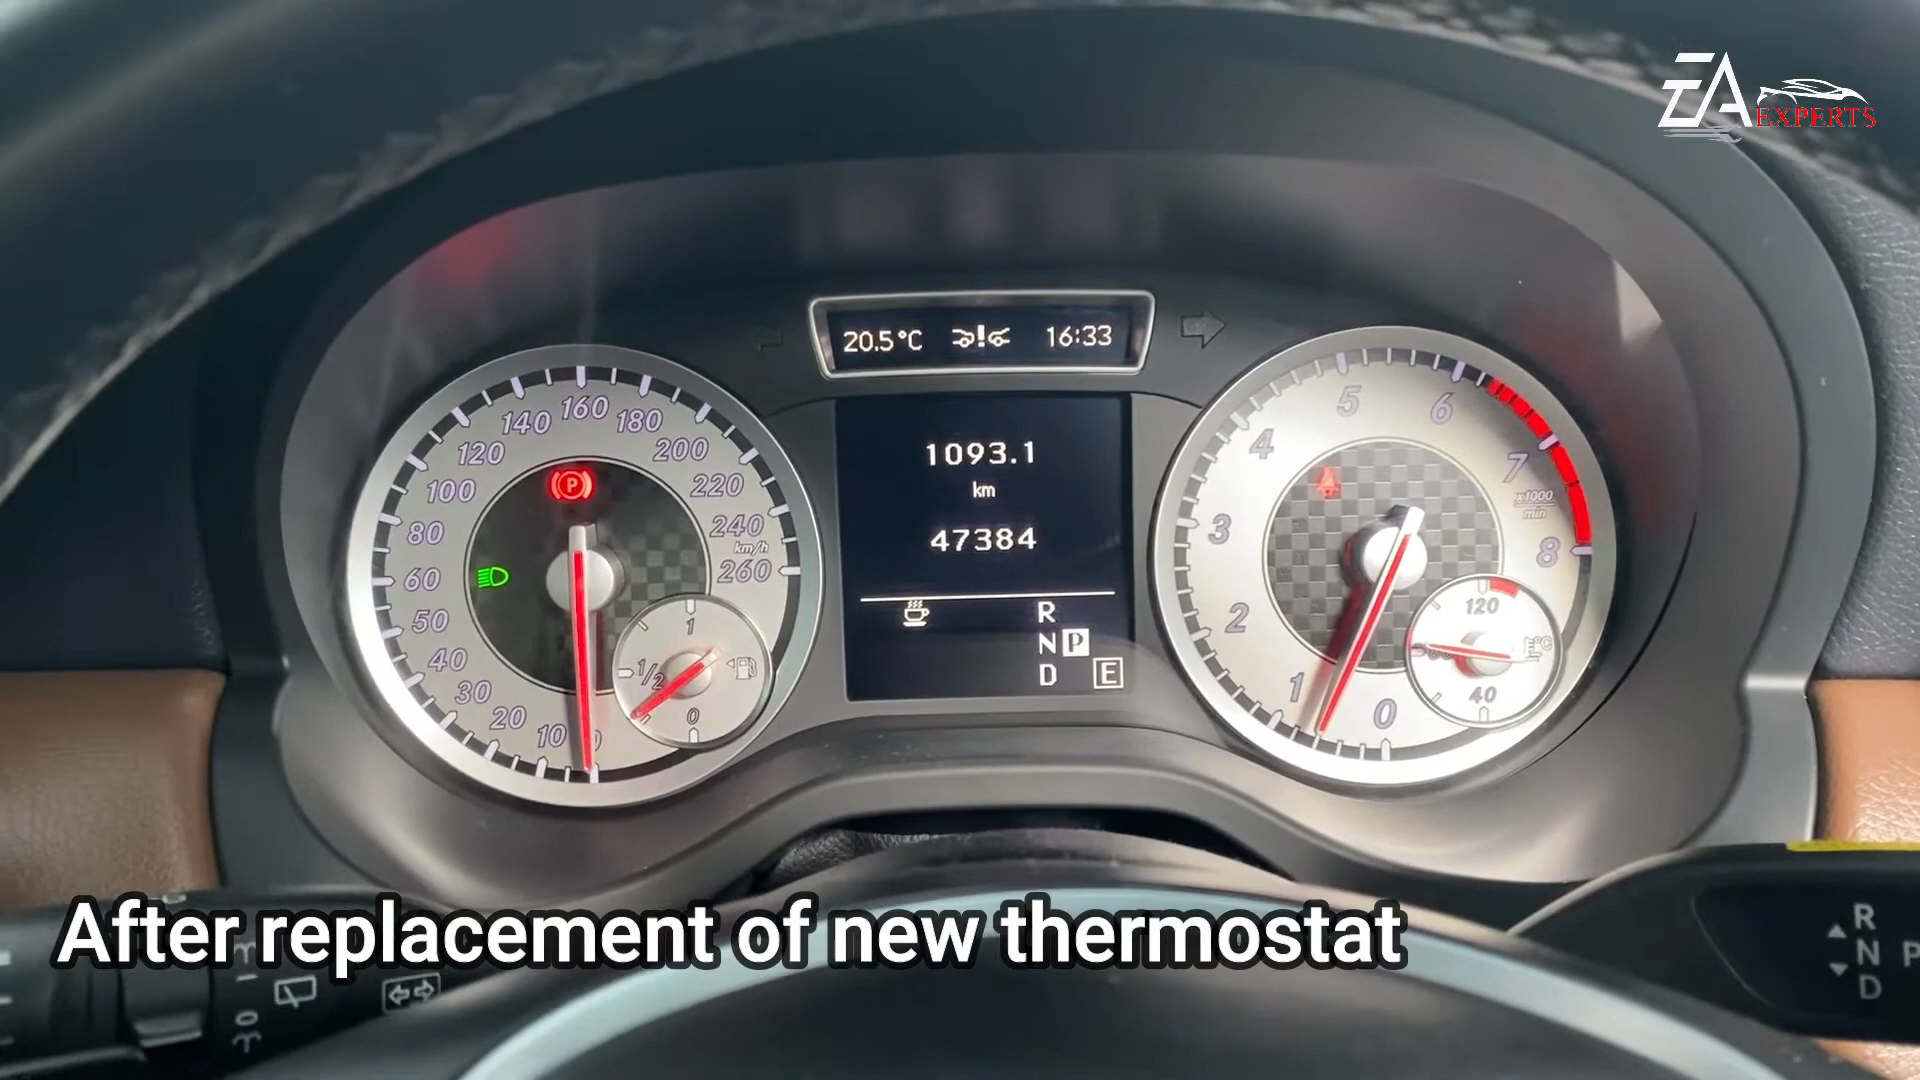 EA
EXPERTS
20.5°C 16:33
160
140 180
120 200
100 220
80 240
km/h
60 260
50
40
30
20
10
1
1/2
0
P
1093.1
km
47384
R
N P
D E
5
4 6
7
x1000
min
3 8
2
1
0
120
°C
40
After replacement of new thermostat
R
N P
D